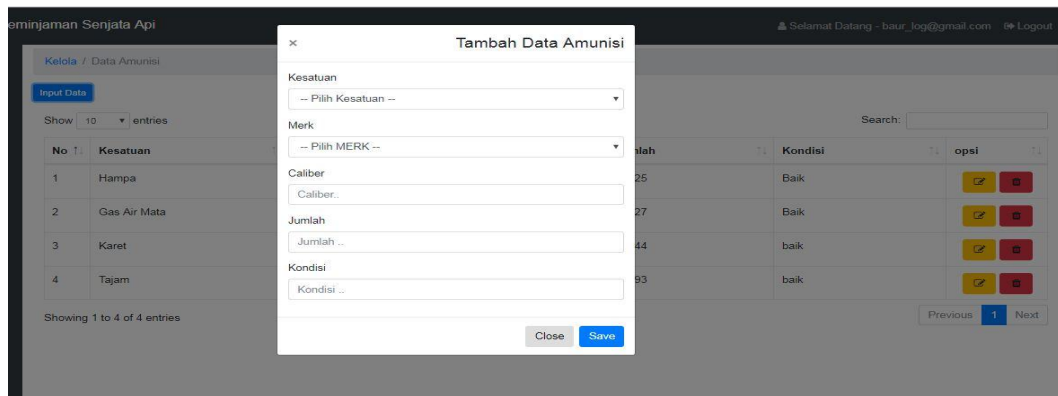 eminjaman Senjata Api
Selamat Datang - baur_log@gmail.com Logout
× Tambah Data Amunisi
Kelola / Data Amunisi
Kesatuan
-- Pilih Kesatuan --
Input Data
Show 10 entries
Search:
Merk
-- Pilih MERK --
No Kesatuan nlah Kondisi opsi
Caliber
Caliber..
1 Hampa 25 Baik
2 Gas Air Mata 27 Baik
Jumlah
Jumlah ..
3 Karet 44 baik
Kondisi
Kondisi ..
4 Tajam 93 baik
Showing 1 to 4 of 4 entries
Previous 1 Next
Close Save